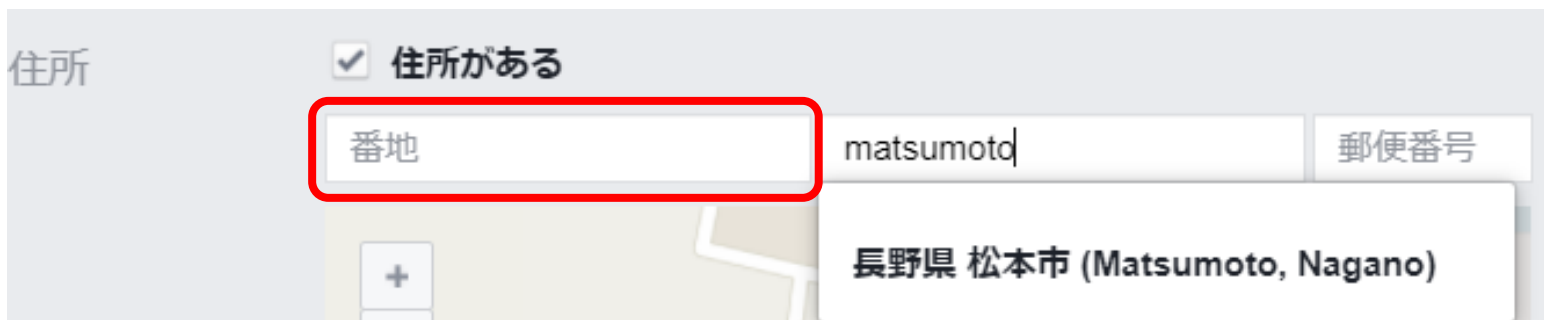 住所
住所がある
番地
matsumoto
郵便番号
長野県 松本市 (Matsumoto, Nagano)
+